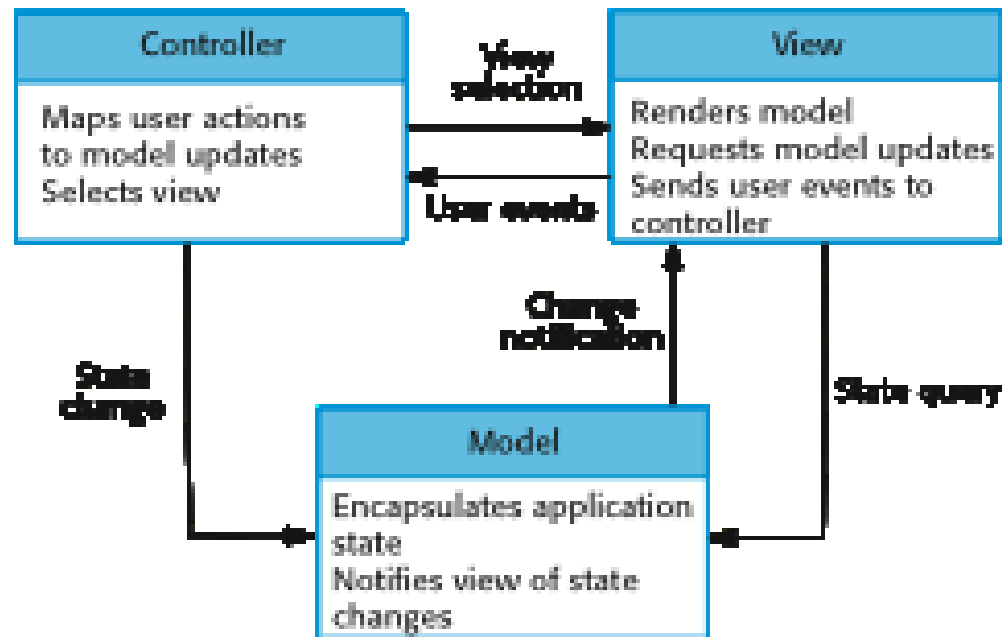 Controller
Maps user actions
to model updates
Selects view
View
selection
User events
View
Renders model
Requests model updates
Sends user events to
controller
State
change
Change
notification
State query
Model
Encapsulates application
state
Notifies view of state
changes